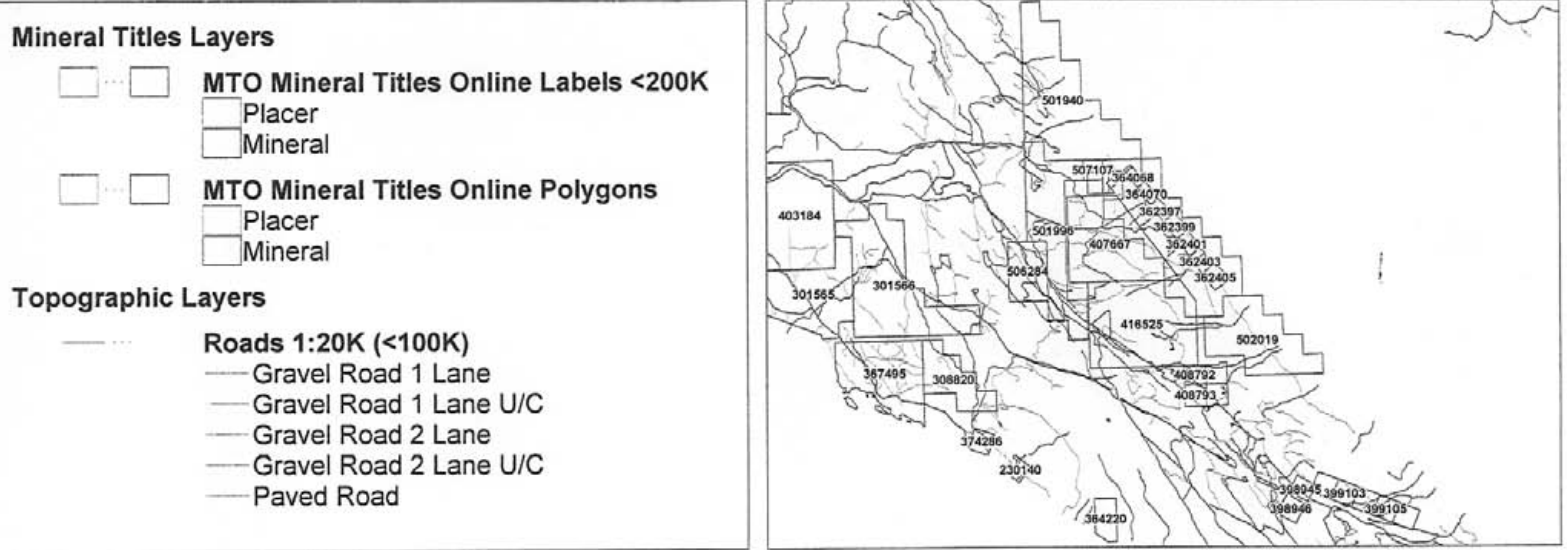 Mineral Titles Layers
MTO Mineral Titles Online Labels <200K
Placer
Mineral
MTO Mineral Titles Online Polygons
Placer
Mineral
Topographic Layers
Roads 1:20K (<100K)
Gravel Road 1 Lane
Gravel Road 1 Lane U/C
Gravel Road 2 Lane
Gravel Road 2 Lane U/C
Paved Road
501940
507107
364068
364070
403184
362397
362399
501996
407667
362401
362403
506284
362405
301565
301566
416525
502019
367495
308820
408792
408793
374286
230140
398945
399103
398946
399105
364220